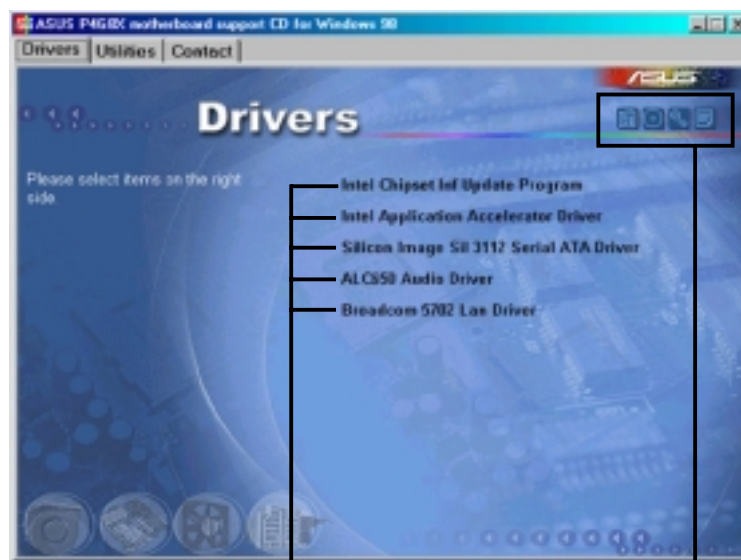 ASUS P4G8X motherboard support CD for Windows 98
Drivers Utilities Contact
ASUS
Drivers
Please select items on the right
side.
Intel Chipset Inf Update Program
Intel Application Accelerator Driver
Silicon Image SiI 3112 Serial ATA Driver
ALC650 Audio Driver
Broadcom 5702 Lan Driver